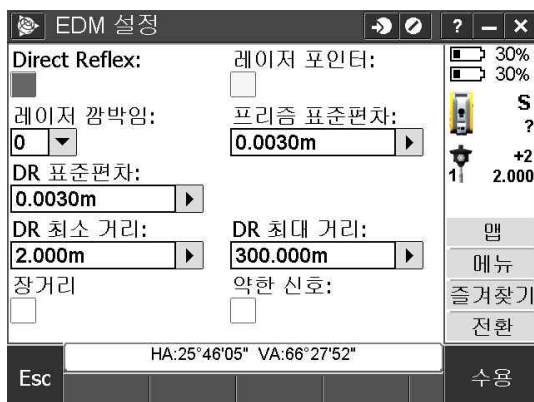 EDM 설정
? – ×
Direct Reflex:
레이저 포인터:
레이저 깜박임:
0
프리즘 표준편차:
0.0030m
DR 표준편차:
0.0030m
DR 최소 거리:
2.000m
DR 최대 거리:
300.000m
장거리
약한 신호:
30%
30%
S
?
+2
1
2.000
맵
메뉴
즐겨찾기
전환
HA:25°46'05" VA:66°27'52"
Esc
수용